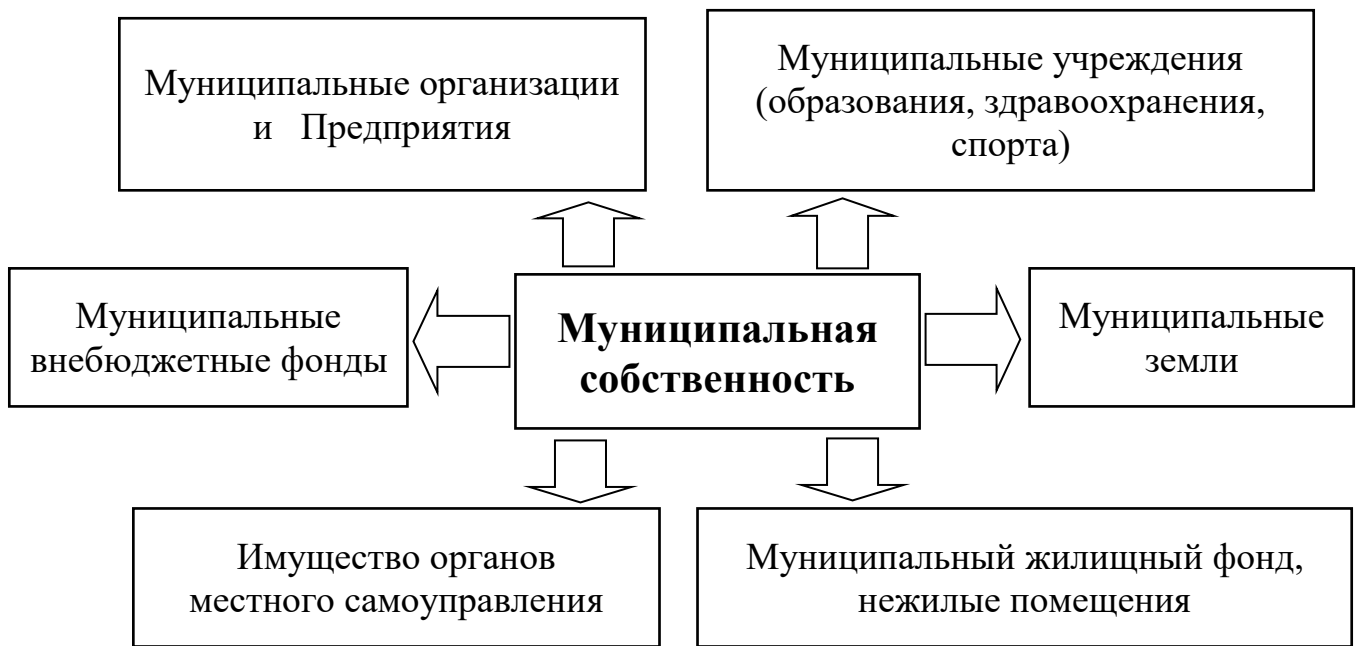 Муниципальные организации
и Предприятия
Муниципальные учреждения
(образования, здравоохранения,
спорта)
Муниципальные
внебюджетные фонды
Муниципальная
собственность
Муниципальные
земли
Имущество органов
местного самоуправления
Муниципальный жилищный фонд,
нежилые помещения